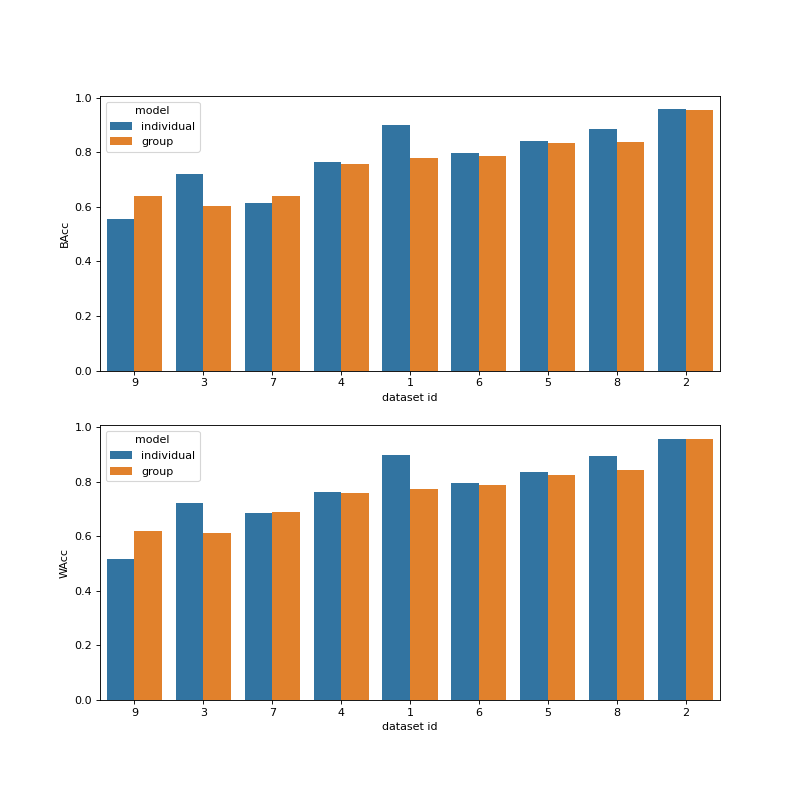 model
individual
group
1.0
0.8
0.6
0.4
0.2
0.0
BAcc
9 3 7 4 1 6 5 8 2
dataset id
model
individual
group
1.0
0.8
0.6
0.4
0.2
0.0
WAcc
9 3 7 4 1 6 5 8 2
dataset id